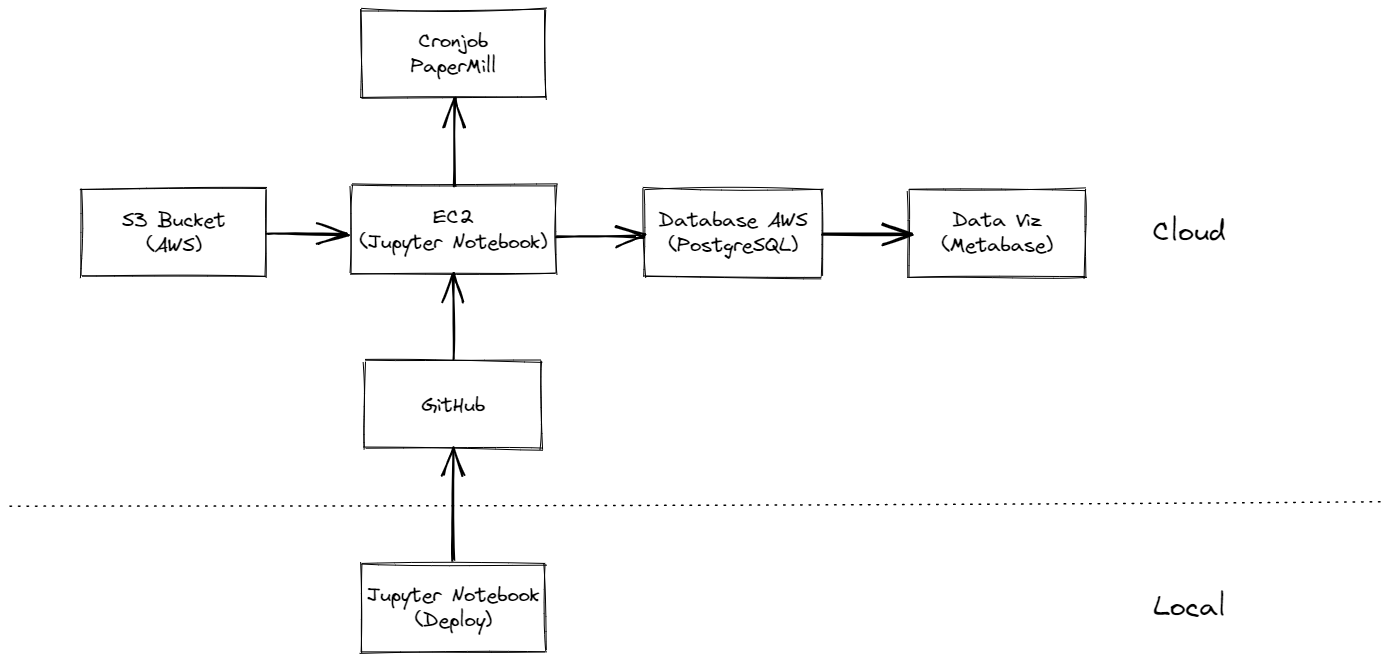 Cronjob
PaperMill
S3 Bucket
(AWS)
EC2
(Jupyter Notebook)
Database AWS
(PostgreSQL)
Data Viz
(Metabase)
Cloud
GitHub
Jupyter Notebook
(Deploy)
Local